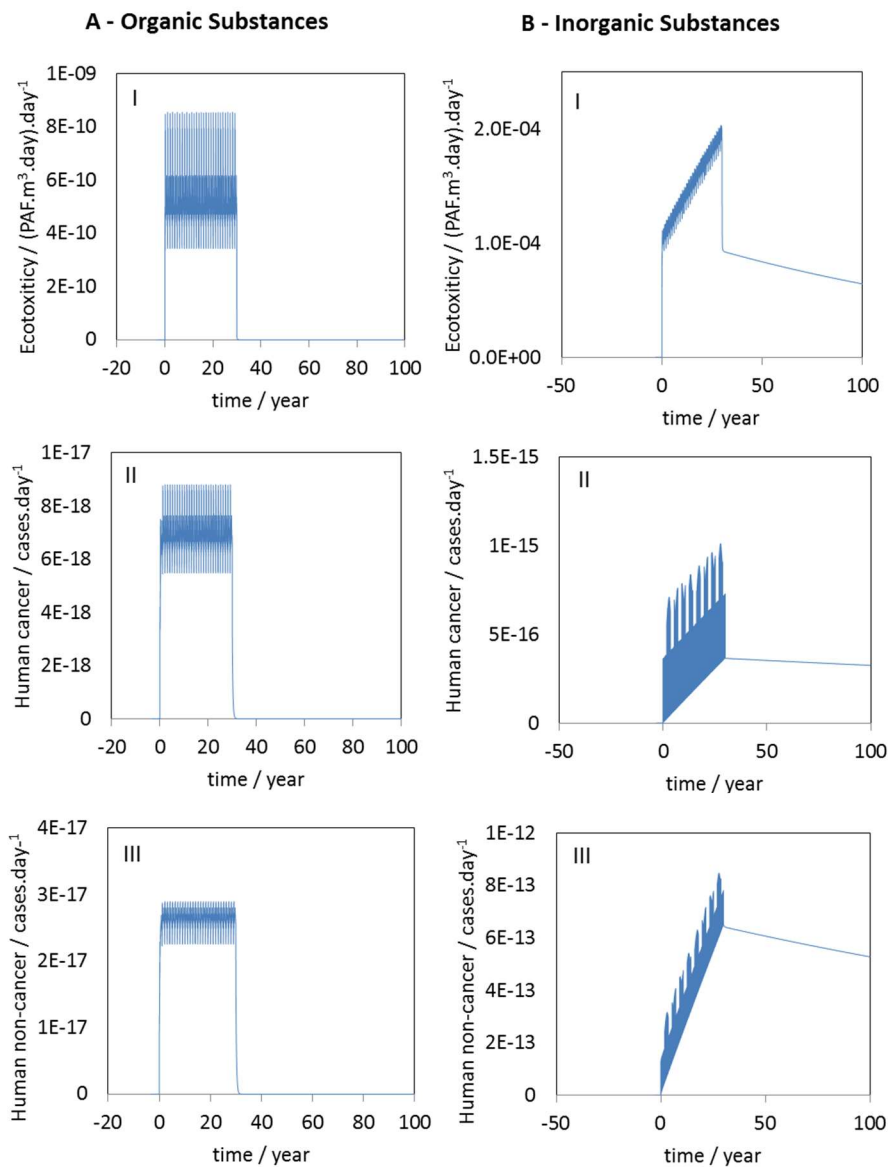 A - Organic Substances
I
Ecotoxiticy / (PAF.m³.day).day⁻¹
1E-09
8E-10
6E-10
4E-10
2E-10
0
-20 0 20 40 60 80 100
time / year
II
Human cancer / cases.day⁻¹
1E-17
8E-18
6E-18
4E-18
2E-18
0
-20 0 20 40 60 80 100
time / year
III
Human non-cancer / cases.day-¹
4E-17
3E-17
2E-17
1E-17
0
-20 0 20 40 60 80 100
time / year
B - Inorganic Substances
I
Ecotoxiticy / (PAF.m³.day).day⁻¹
2.0E-04
1.0E-04
0.0E+00
-50 0 50 100
time / year
II
Human cancer / cases.day⁻¹
1.5E-15
1E-15
5E-16
0
-50 0 50 100
time / year
III
Human non-cancer / cases.day⁻¹
1E-12
8E-13
6E-13
4E-13
2E-13
0
-50 0 50 100
time / year